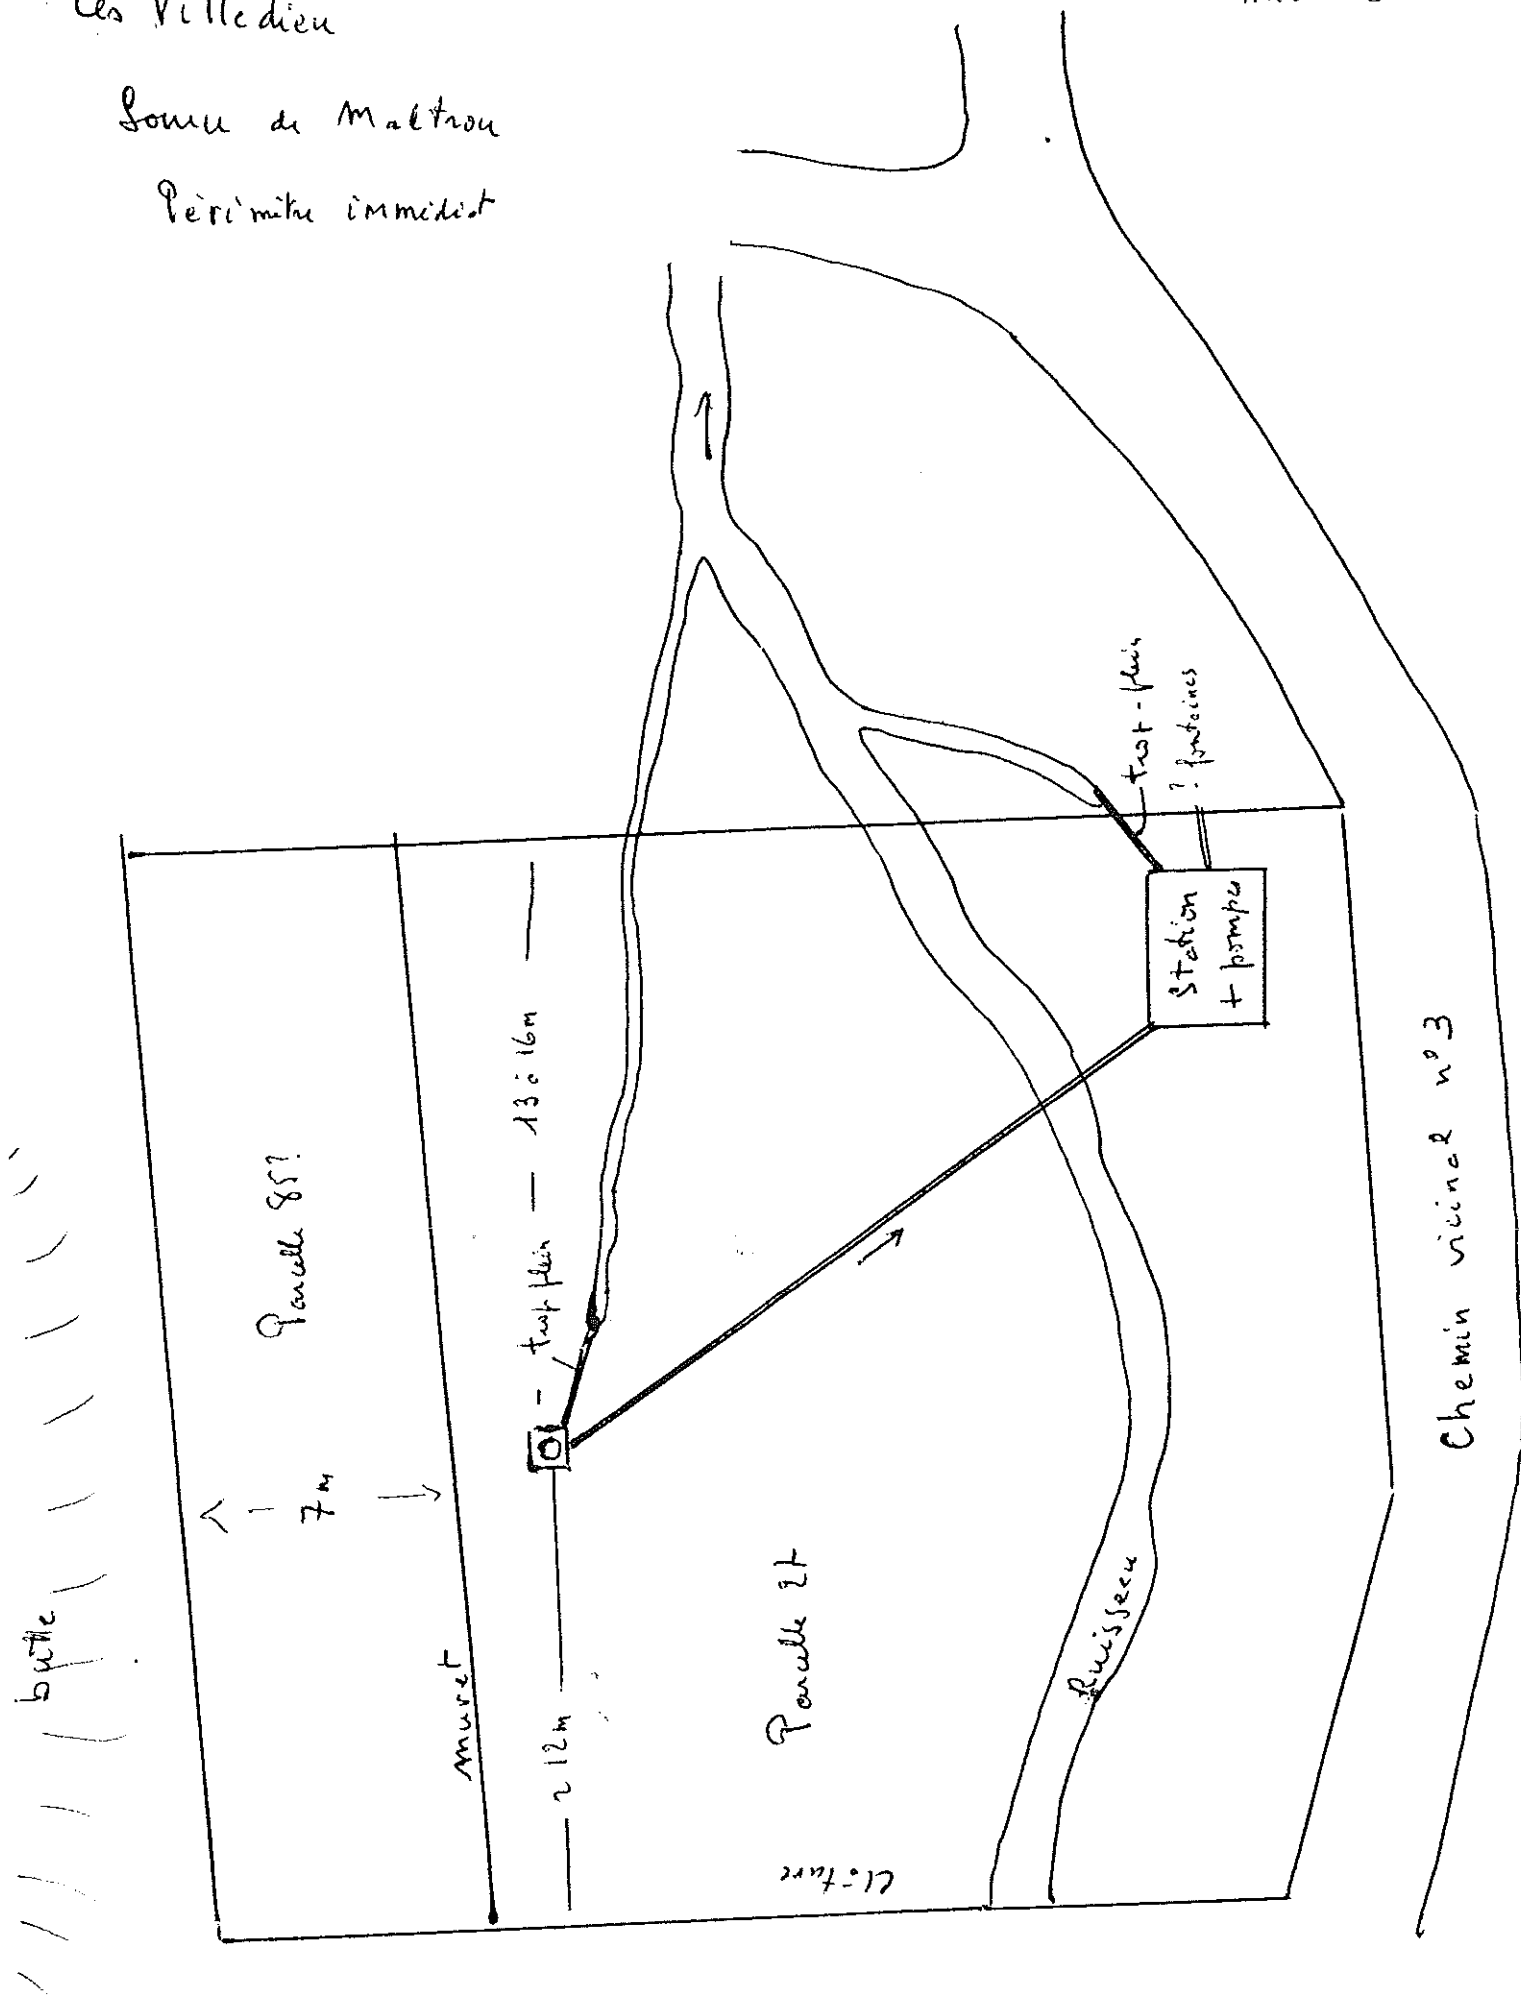 Les Villedieu
Source de Maltrou
Périmètre immédiat
butte
Parcelle 85?
7m
muret
trop plein
13 à 16m
~ 12m
Parcelle 27
Clôture
Ruisseau
trop-plein
? fontaines
Station
+ pompe
Chemin vicinal n°3